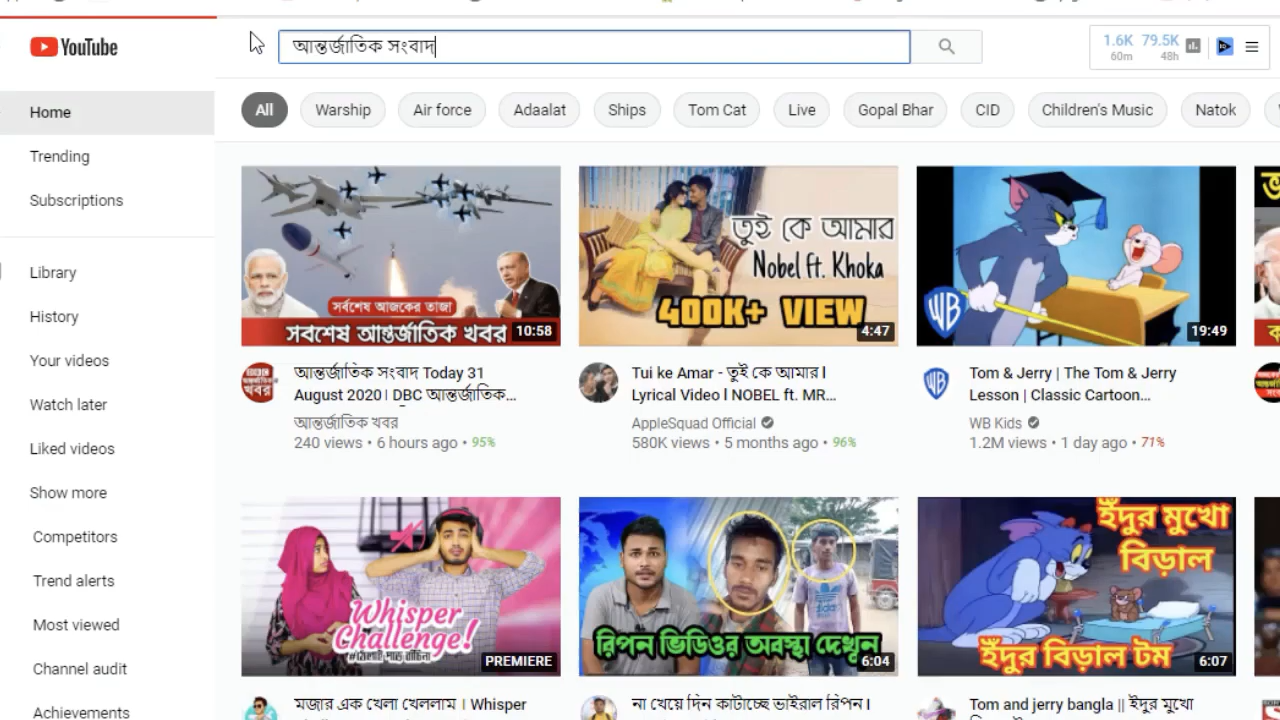 YouTube
আন্তর্জাতিক সংবাদ
1.6K 79.5K
60m 48h
All Warship Air force Adaalat Ships Tom Cat Live Gopal Bhar CID Children's Music Natok
Home
Trending
Subscriptions
Library
History
Your videos
Watch later
Liked videos
Show more
Competitors
Trend alerts
Most viewed
Channel audit
Achievements
সর্বশেষ আজকের তাজা
সবশেষ আন্তর্জাতিক খবর
10:58
আন্তর্জাতিক সংবাদ Today 31
August 2020। DBC আন্তর্জাতিক...
আন্তর্জাতিক খবর
240 views • 6 hours ago • 95%
তুই কে আমার
Nobel ft. Khoka
400K+ VIEW
4:47
Tui ke Amar - তুই কে আমার l
Lyrical Video l NOBEL ft. MR...
AppleSquad Official
580K views • 5 months ago • 96%
WB
19:49
Tom & Jerry | The Tom & Jerry
Lesson | Classic Cartoon...
WB Kids
1.2M views • 1 day ago • 71%
Whisper
Challenge!
PREMIERE
মজার এক খেলা খেললাম । Whisper
রিপন ভিডিওর অবস্থা দেখুন
6:04
না খেয়ে দিন কাটাচ্ছে ভাইরাল রিপন।
ইঁদুর মুখো
বিড়াল
ইঁদুর বিড়াল টম
6:07
Tom and jerry bangla || ইঁদুর মুখো